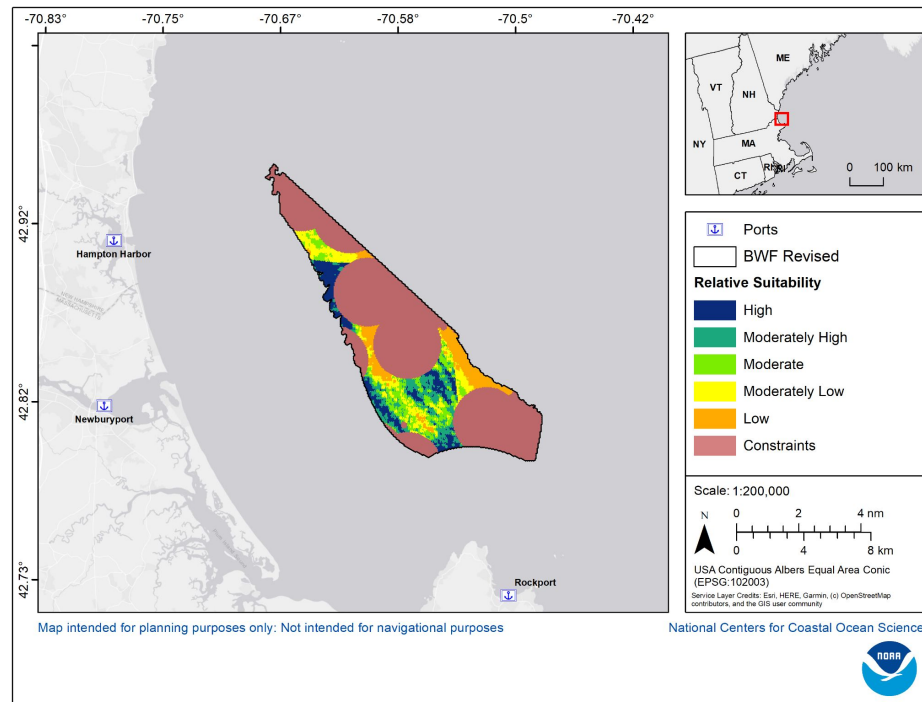 -70.83 -70.75 -70.67 -70.58 -70.5 -70.42°
42.92°
Hampton Harbor
NEW HAMPSHIRE
MASSACHUSETTS
42.82°
Newburyport
42.73°
Rockport
ME
VT
NH
NY
MA
CT
0 100 km
Ports
BWF Revised
Relative Suitability
High
Moderately High
Moderate
Moderately Low
Low
Constraints
Scale: 1:200,000
N
0 2 4 nm
0 4 8 km
USA Contiguous Albers Equal Area Conic
(EPSG:102003)
Service Layer Credits: Esri, HERE, Garmin, (c) OpenStreetMap
contributors, and the GIS user community
Map intended for planning purposes only: Not intended for navigational purposes
National Centers for Coastal Ocean Science
NOAA